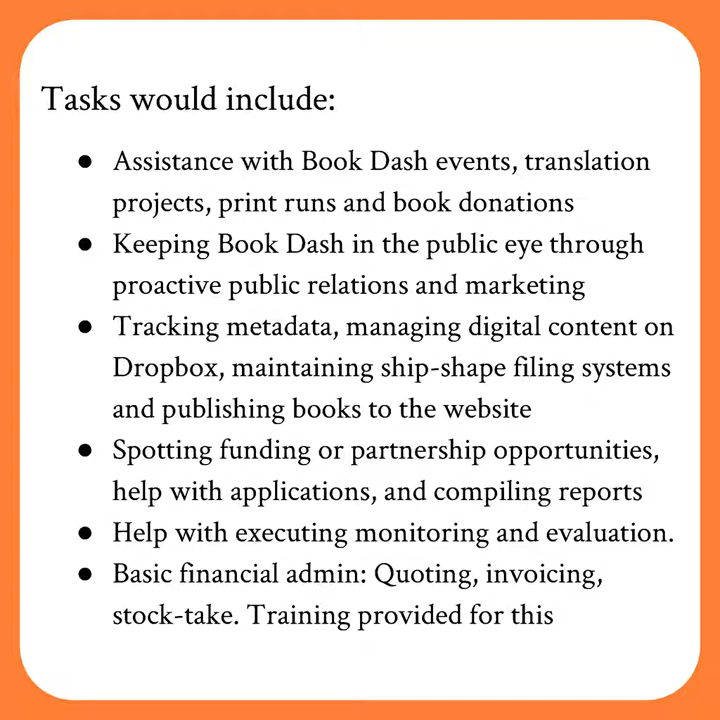 Tasks would include:
● Assistance with Book Dash events, translation
projects, print runs and book donations
● Keeping Book Dash in the public eye through
proactive public relations and marketing
● Tracking metadata, managing digital content on
Dropbox, maintaining ship-shape filing systems
and publishing books to the website
● Spotting funding or partnership opportunities,
help with applications, and compiling reports
● Help with executing monitoring and evaluation.
● Basic financial admin: Quoting, invoicing,
stock-take. Training provided for this